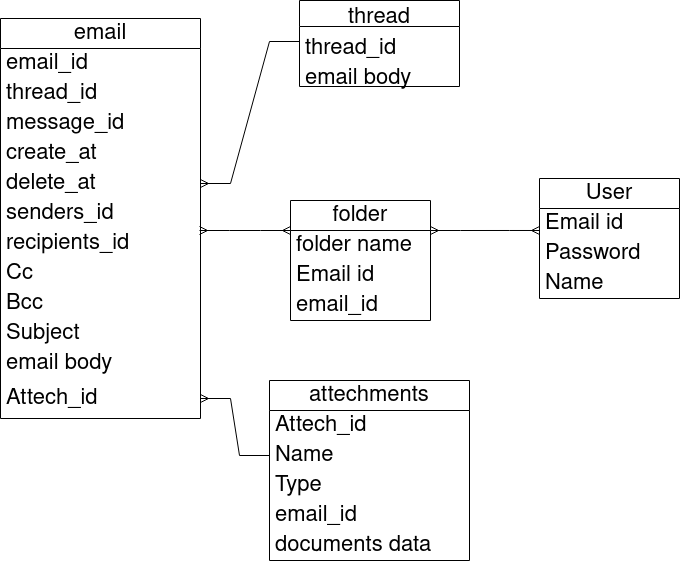 email
email_id
thread_id
message_id
create_at
delete_at
senders_id
recipients_id
Cc
Bcc
Subject
email body
Attech_id
thread
thread_id
email body
folder
folder name
Email id
email_id
User
Email id
Password
Name
attechments
Attech_id
Name
Type
email_id
documents data